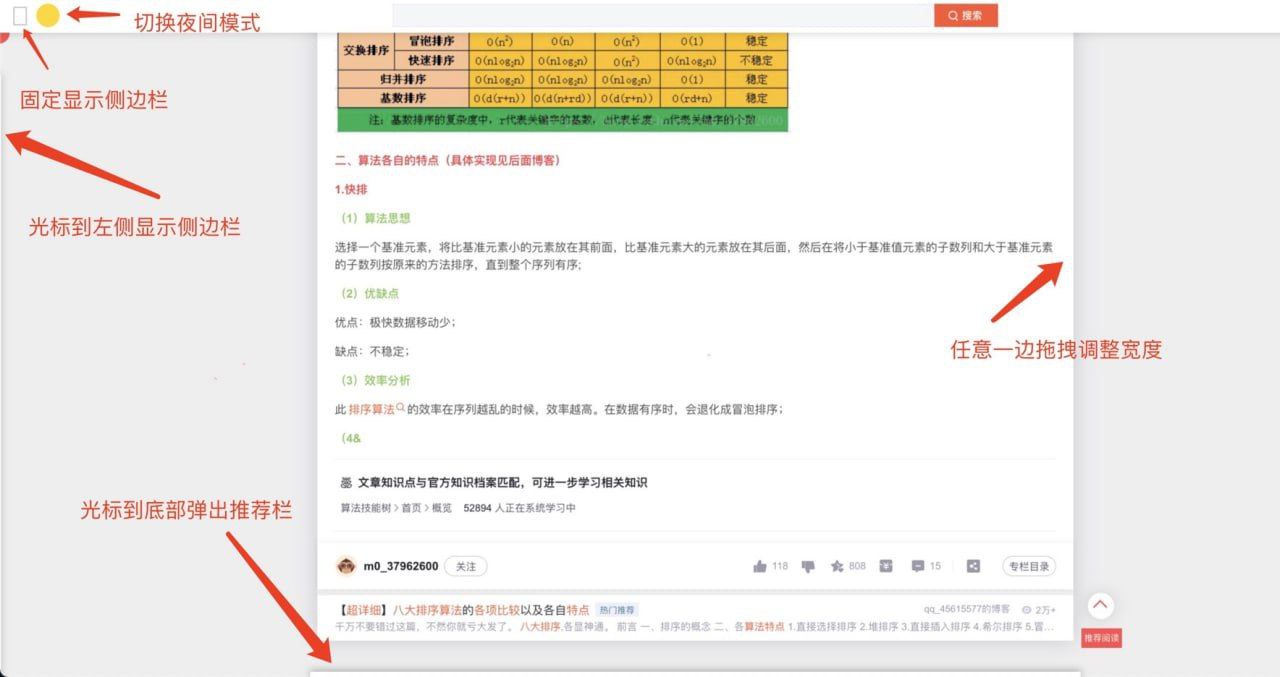 切换夜间模式
搜索
固定显示侧边栏
交换排序 冒泡排序 O(n²) O(n) O(n²) O(1) 稳定
快速排序 O(nlog₂n) O(nlog₂n) O(n²) O(nlog₂n) 不稳定
归并排序 O(nlog₂n) O(nlog₂n) O(nlog₂n) O(1) 稳定
基数排序 O(d(r+n)) O(d(n+rd)) O(d(r+n)) O(rd+n) 稳定
注：基数排序的复杂度中，r代表关键字的基数，d代表长度，n代表关键字的个数
二、算法各自的特点（具体实现见后面博客）
1.快排
（1）算法思想
光标到左侧显示侧边栏
选择一个基准元素，将比基准元素小的元素放在其前面，比基准元素大的元素放在其后面，然后在将小于基准值元素的子数列和大于基准元素
的子数列按原来的方法排序，直到整个序列有序;
（2）优缺点
优点：极快数据移动少；
任意一边拖拽调整宽度
缺点：不稳定；
（3）效率分析
此 排序算法的效率在序列越乱的时候，效率越高。在数据有序时，会退化成冒泡排序；
（4&
文章知识点与官方知识档案匹配，可进一步学习相关知识
算法技能树 > 首页 > 概览 52894 人正在系统学习中
光标到底部弹出推荐栏
m0_37962600 关注 118 808 15 专栏目录
【超详细】八大排序算法的各项比较以及各自特点 热门推荐 qq_45615577的博客 2万+
千万不要错过这篇，不然你就亏大发了。 八大排序,各显神通。 前言 一、排序的概念 二、各算法特点 1.直接选择排序 2.堆排序 3.直接插入排序 4.希尔排序 5.冒…
推荐阅读